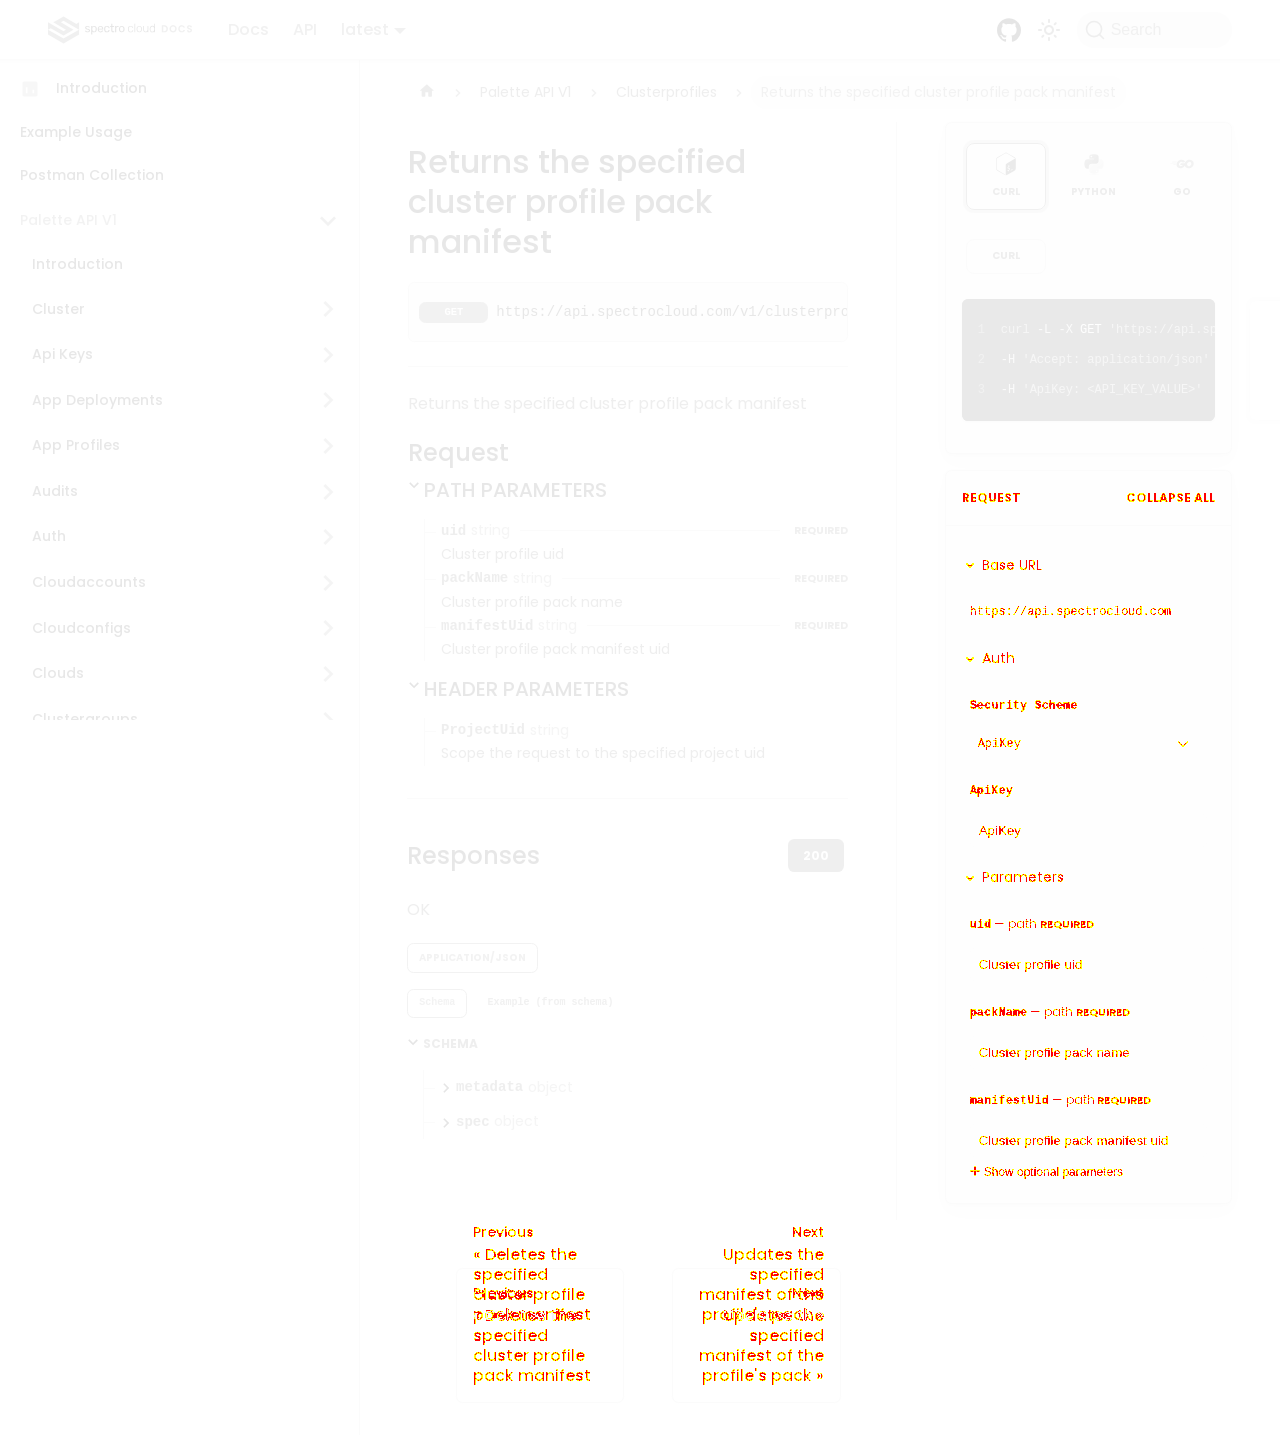 spectro cloud DOCS
Docs API latest
Search
Introduction
Example Usage
Postman Collection
Palette API V1
Introduction
Cluster
Api Keys
App Deployments
App Profiles
Audits
Auth
Cloudaccounts
Cloudconfigs
Clouds
Clustergroups
Palette API V1 Clusterprofiles Returns the specified cluster profile pack manifest
Returns the specified
cluster profile pack
manifest
GET https://api.spectrocloud.com/v1/clusterpro
Returns the specified cluster profile pack manifest
Request
PATH PARAMETERS
uid string REQUIRED
Cluster profile uid
packName string REQUIRED
Cluster profile pack name
manifestUid string REQUIRED
Cluster profile pack manifest uid
HEADER PARAMETERS
ProjectUid string
Scope the request to the specified project uid
Responses 200
OK
APPLICATION/JSON
Schema Example (from schema)
SCHEMA
metadata object
spec object
CURL PYTHON GO
CURL
1 curl -L -X GET 'https://api.sp
2 -H 'Accept: application/json'
3 -H 'ApiKey: <API_KEY_VALUE>'
REQUEST COLLAPSE ALL
Base URL
https://api.spectrocloud.com
Auth
Security Scheme
ApiKey
ApiKey
ApiKey
Parameters
uid — path REQUIRED
Cluster profile uid
packName — path REQUIRED
Cluster profile pack name
manifestUid — path REQUIRED
Cluster profile pack manifest uid
Show optional parameters
Previous
« Deletes the
specified
cluster profile
pack manifest
Next
Updates the
specified
manifest of the
profile's pack »